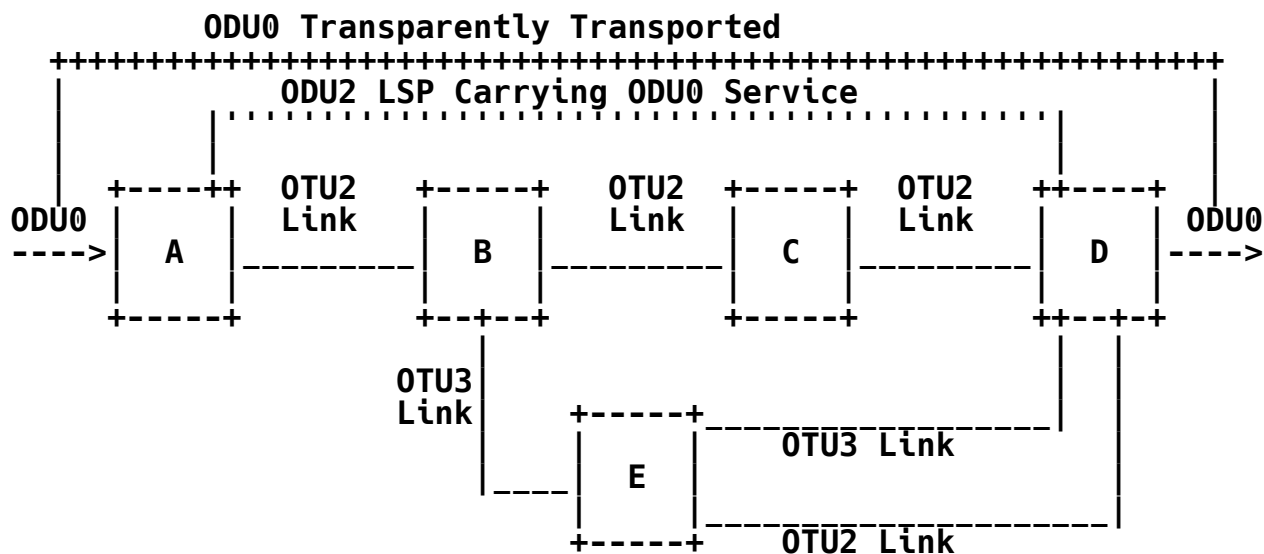 ODU0 Transparently Transported
ODU2 LSP Carrying ODU0 Service
OTU2 OTU2 OTU2
ODU0 Link Link Link ODU0
A B C D
OTU3
Link
OTU3 Link
E
OTU2 Link